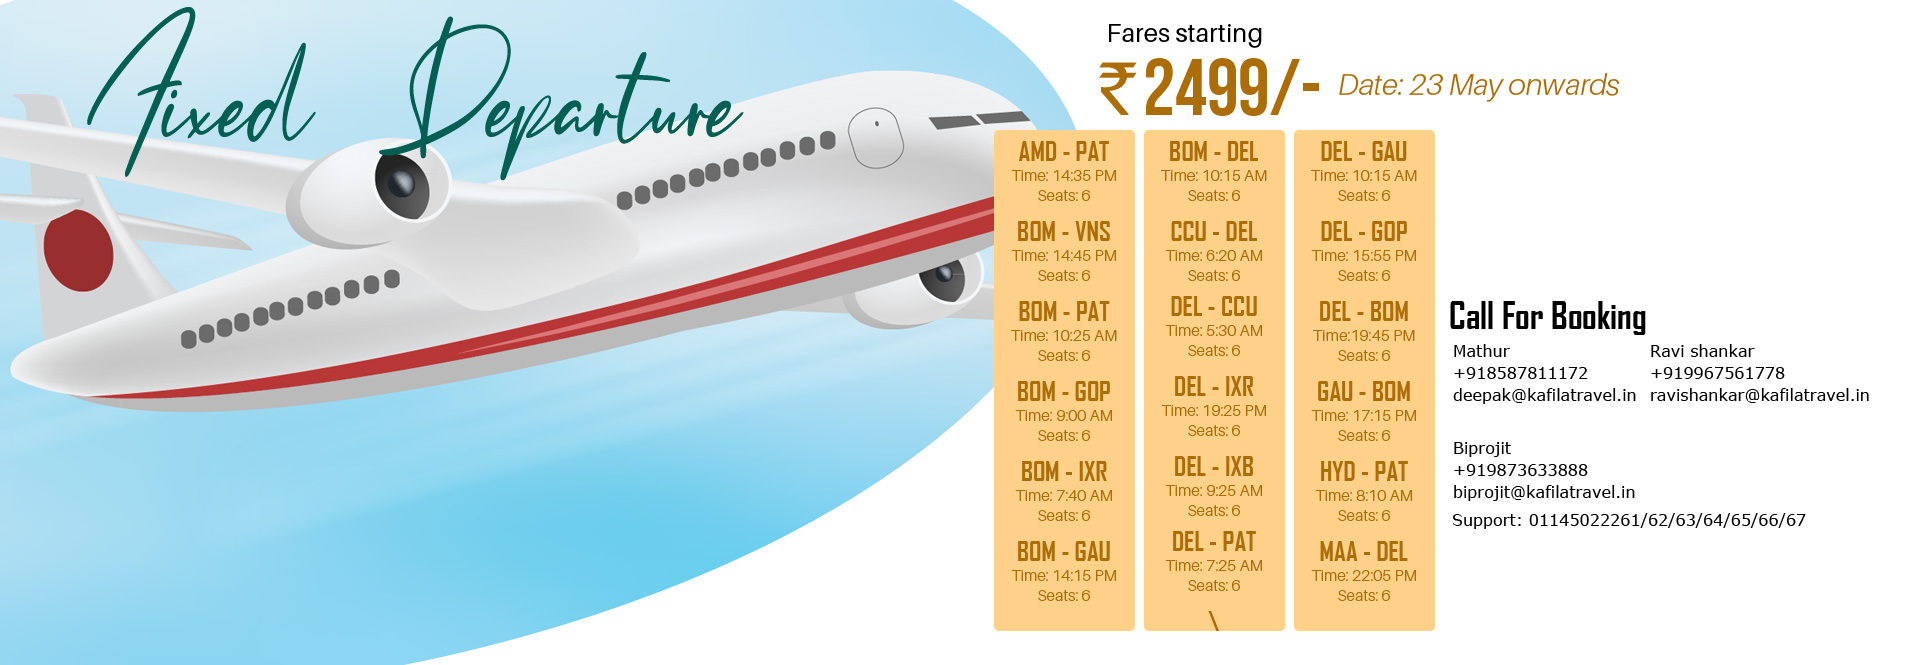 Fixed Departure
Fares starting
₹2499/- Date: 23 May onwards
AMD - PAT
Time: 14:35 PM
Seats: 6
BOM - VNS
Time: 14:45 PM
Seats: 6
BOM - PAT
Time: 10:25 AM
Seats: 6
BOM - GOP
Time: 9:00 AM
Seats: 6
BOM - IXR
Time: 7:40 AM
Seats: 6
BOM - GAU
Time: 14:15 PM
Seats: 6
BOM - DEL
Time: 10:15 AM
Seats: 6
CCU - DEL
Time: 6:20 AM
Seats: 6
DEL - CCU
Time: 5:30 AM
Seats: 6
DEL - IXR
Time: 19:25 PM
Seats: 6
DEL - IXB
Time: 9:25 AM
Seats: 6
DEL - PAT
Time: 7:25 AM
Seats: 6
\
DEL - GAU
Time: 10:15 AM
Seats: 6
DEL - GOP
Time: 15:55 PM
Seats: 6
DEL - BOM
Time:19:45 PM
Seats: 6
GAU - BOM
Time: 17:15 PM
Seats: 6
HYD - PAT
Time: 8:10 AM
Seats: 6
MAA - DEL
Time: 22:05 PM
Seats: 6
Call For Booking
Mathur
+918587811172
deepak@kafilatravel.in
Ravi shankar
+919967561778
ravishankar@kafilatravel.in
Biprojit
+919873633888
biprojit@kafilatravel.in
Support: 01145022261/62/63/64/65/66/67